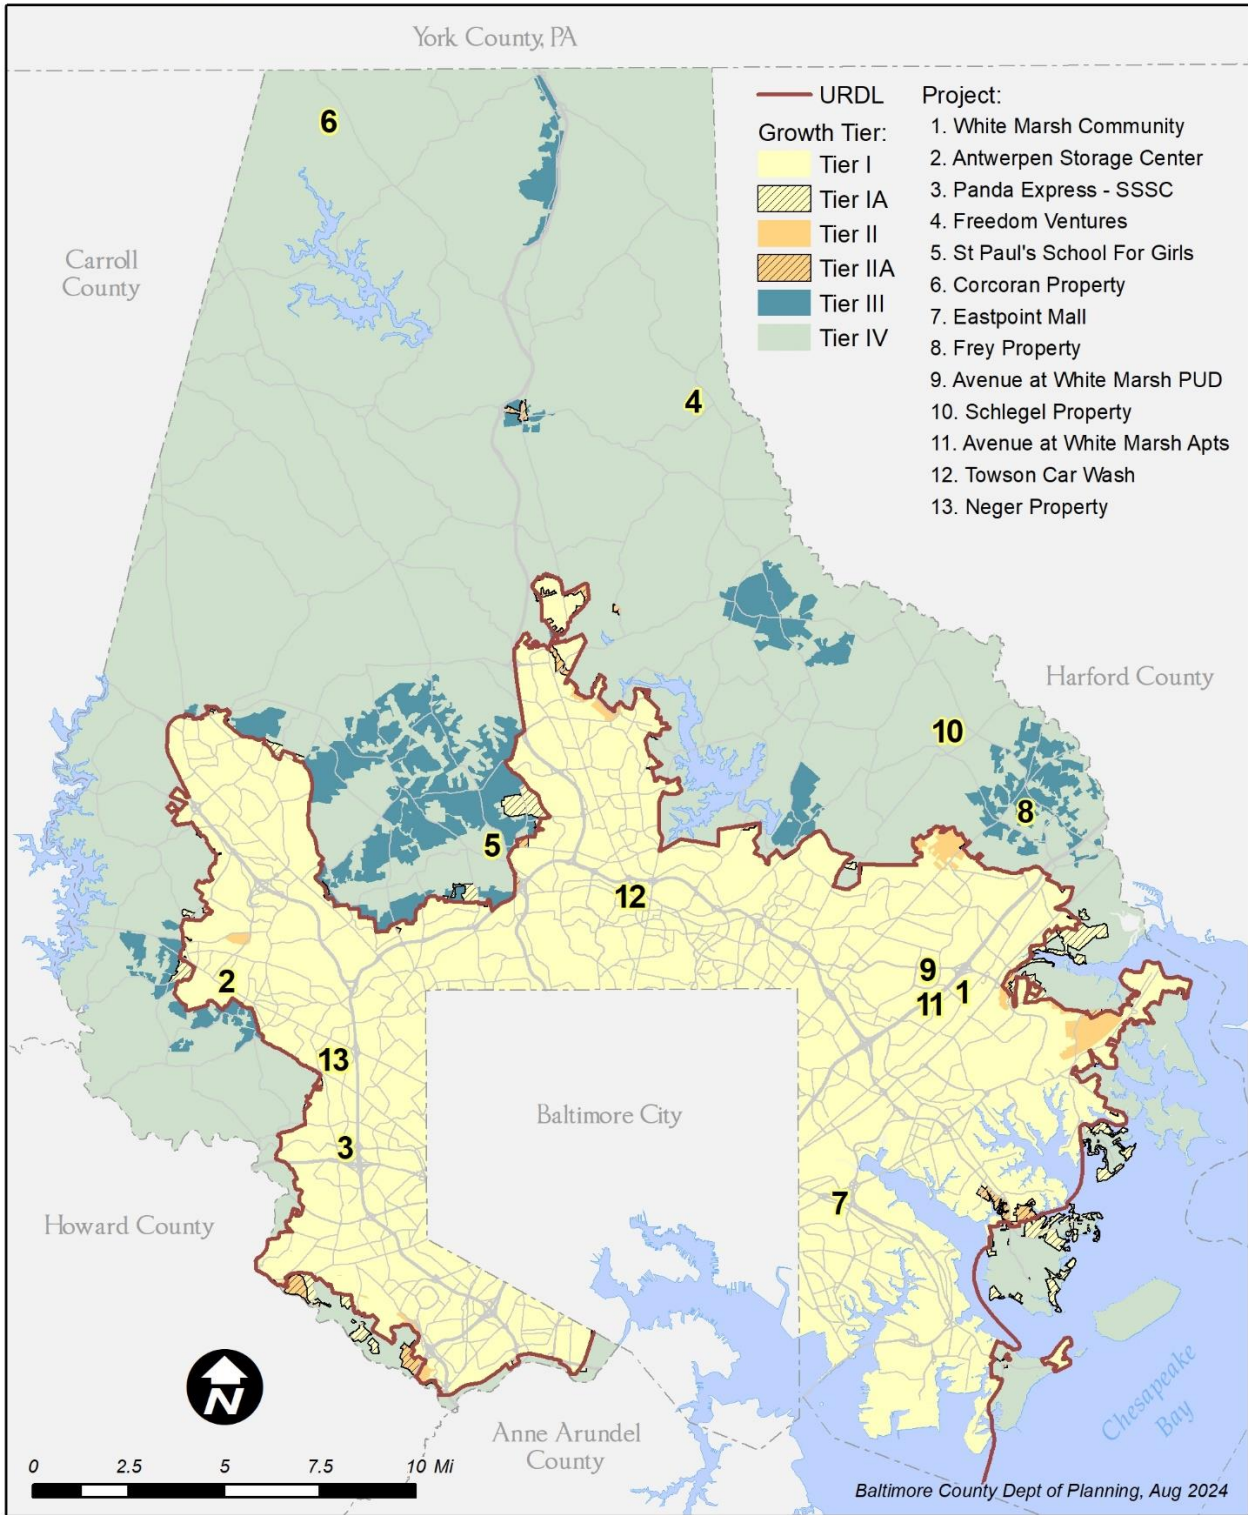 York County, PA
URDL
Growth Tier:
Tier I
Tier IA
Tier II
Tier IIA
Tier III
Tier IV
Project:
1. White Marsh Community
2. Antwerpen Storage Center
3. Panda Express - SSSC
4. Freedom Ventures
5. St Paul's School For Girls
6. Corcoran Property
7. Eastpoint Mall
8. Frey Property
9. Avenue at White Marsh PUD
10. Schlegel Property
11. Avenue at White Marsh Apts
12. Towson Car Wash
13. Neger Property
6
Carroll
County
4
Harford County
10
8
5
12
2
9
1
11
13
Baltimore City
3
7
Howard County
N
Anne Arundel
County
Chesapeake
Bay
0 2.5 5 7.5 10 Mi
Baltimore County Dept of Planning, Aug 2024